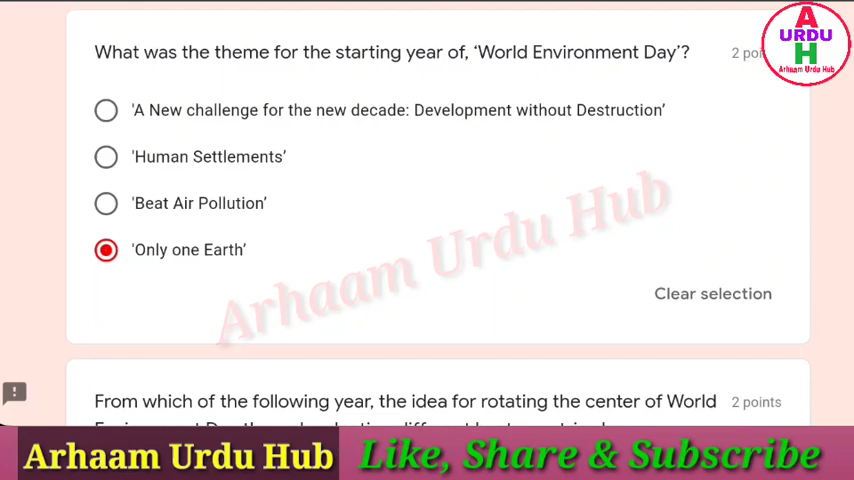 What was the theme for the starting year of, ‘World Environment Day’?
2 poi
A
URDU
H
Arhaam Urdu Hub
'A New challenge for the new decade: Development without Destruction’
'Human Settlements’
'Beat Air Pollution’
'Only one Earth’
Arhaam Urdu Hub
Clear selection
From which of the following year, the idea for rotating the center of World
2 points
Arhaam Urdu Hub
Like, Share & Subscribe